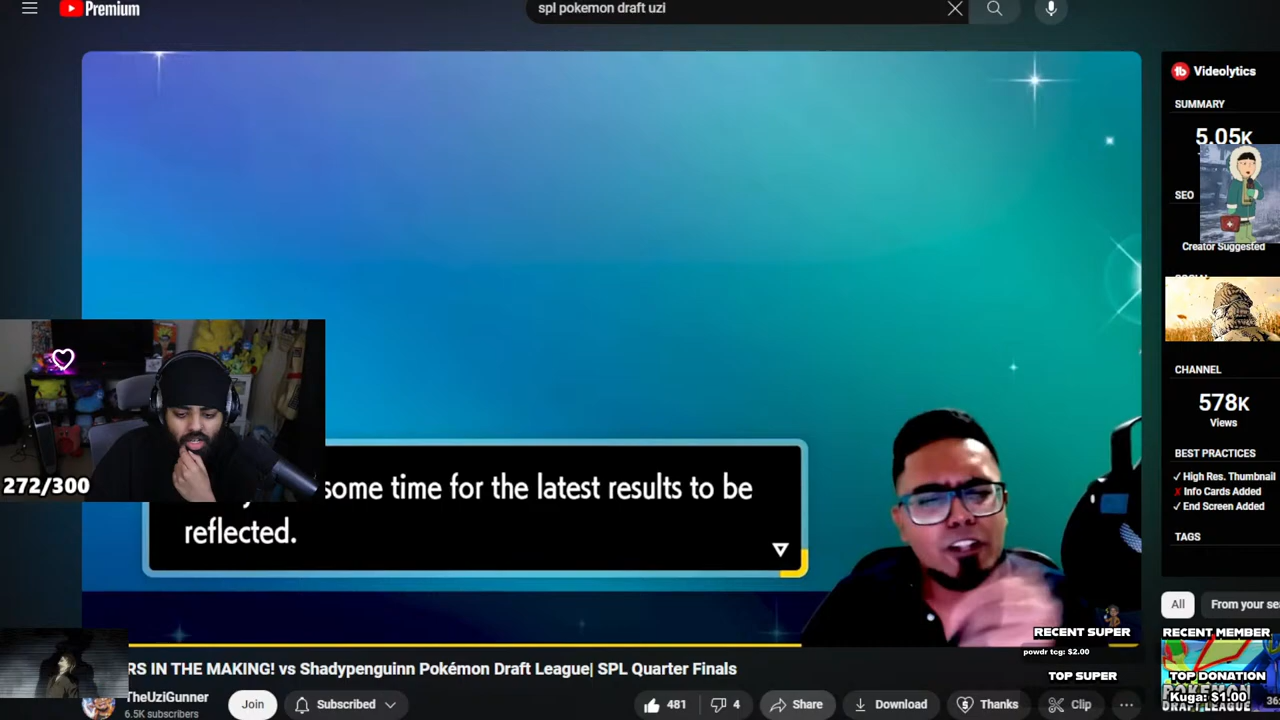 Premium
spl pokemon draft uzi
Videolytics
SUMMARY
5.05K
SEO
Creator Suggested
CHANNEL
578K
Views
BEST PRACTICES
✓ High Res. Thumbnail
✗ Info Cards Added
✓ End Screen Added
TAGS
272/300
some time for the latest results to be
reflected.
All
From your se
RECENT SUPER
powdr tcg: $2.00
TOP SUPER
RECENT MEMBER
TOP DONATION
Kuga: $1.00
DRAFT LEAGUE
RS IN THE MAKING! vs Shadypenguinn Pokémon Draft League| SPL Quarter Finals
TheUziGunner
6.5K subscribers
Join
Subscribed
481
4
Share
Download
Thanks
Clip